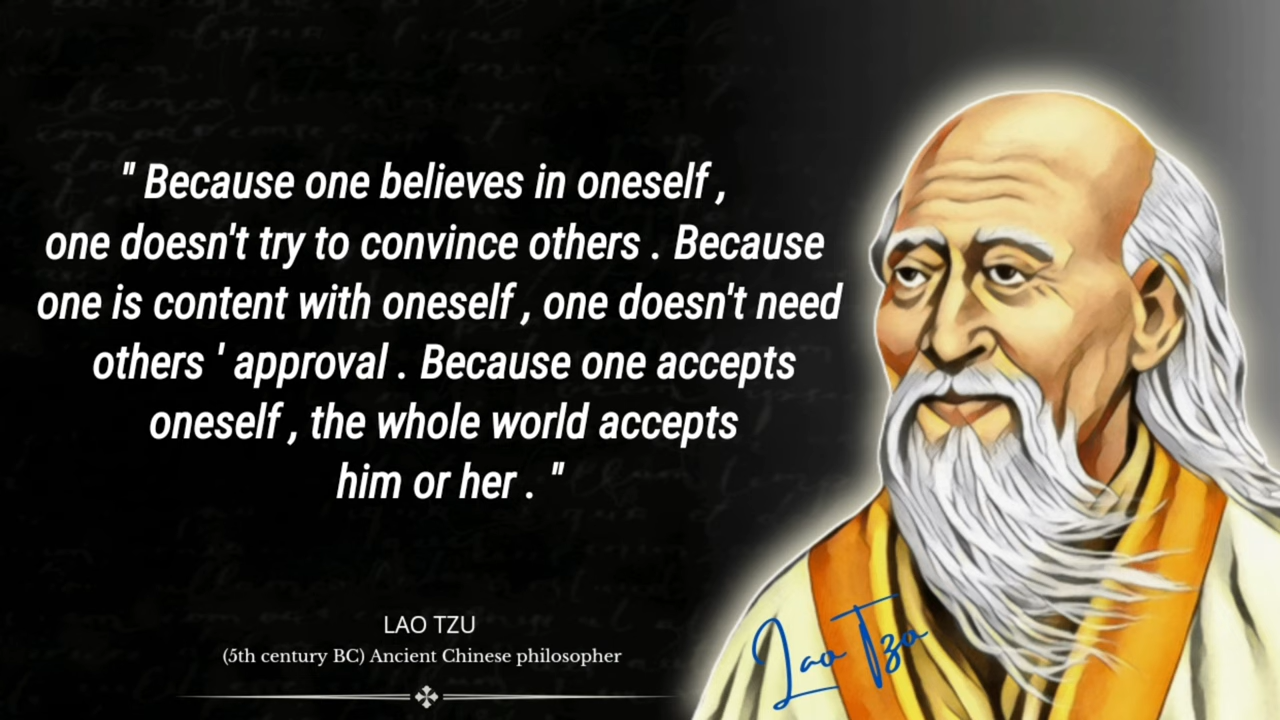 " Because one believes in oneself ,
one doesn't try to convince others . Because
one is content with oneself , one doesn't need
others ' approval . Because one accepts
oneself , the whole world accepts
him or her . "
LAO TZU
(5th century BC) Ancient Chinese philosopher
Lao Tza